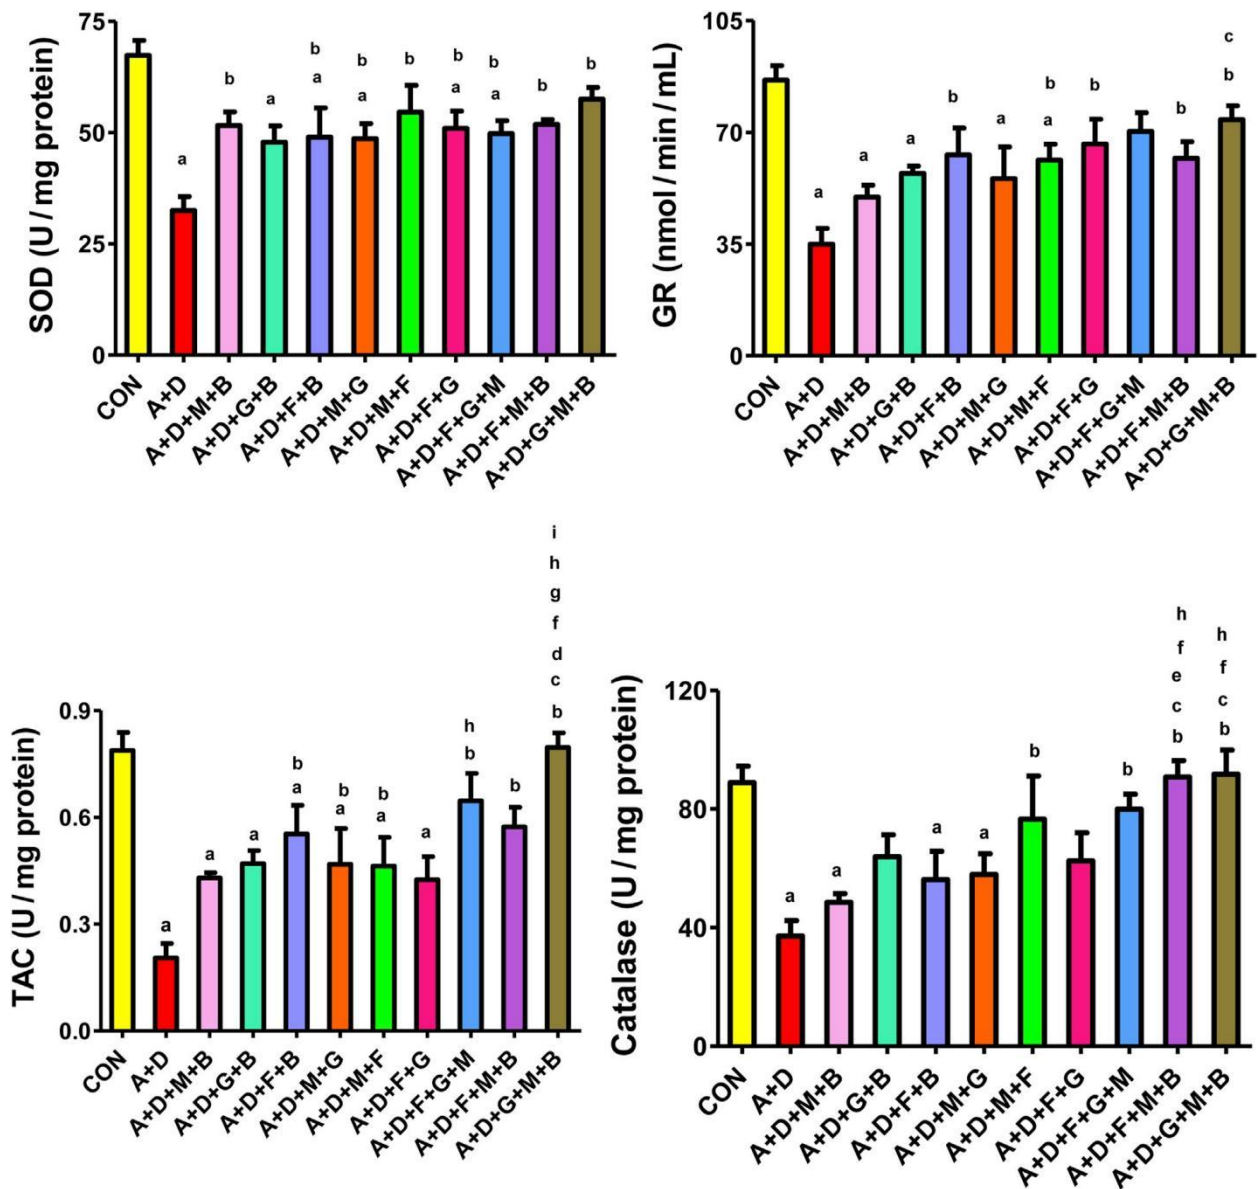 SOD (U / mg protein)
75
50
25
0
a
b
a
b
a
b
a
b
b
a
b
a
b
b
CON
A+D
A+D+M+B
A+D+G+B
A+D+F+B
A+D+M+G
A+D+M+F
A+D+F+G
A+D+F+G+M
A+D+F+M+B
A+D+G+M+B
GR (nmol / min / mL)
105
70
35
0
a
a
a
b
a
b
a
b
b
c
b
CON
A+D
A+D+M+B
A+D+G+B
A+D+F+B
A+D+M+G
A+D+M+F
A+D+F+G
A+D+F+G+M
A+D+F+M+B
A+D+G+M+B
TAC (U / mg protein)
0.9
0.6
0.3
0.0
a
a
a
b
a
b
a
b
a
a
h
b
b
i
h
g
f
d
c
b
CON
A+D
A+D+M+B
A+D+G+B
A+D+F+B
A+D+M+G
A+D+M+F
A+D+F+G
A+D+F+G+M
A+D+F+M+B
A+D+G+M+B
Catalase (U / mg protein)
120
80
40
0
a
a
a
a
b
b
h
f
e
c
b
h
f
c
b
CON
A+D
A+D+M+B
A+D+G+B
A+D+F+B
A+D+M+G
A+D+M+F
A+D+F+G
A+D+F+G+M
A+D+F+M+B
A+D+G+M+B